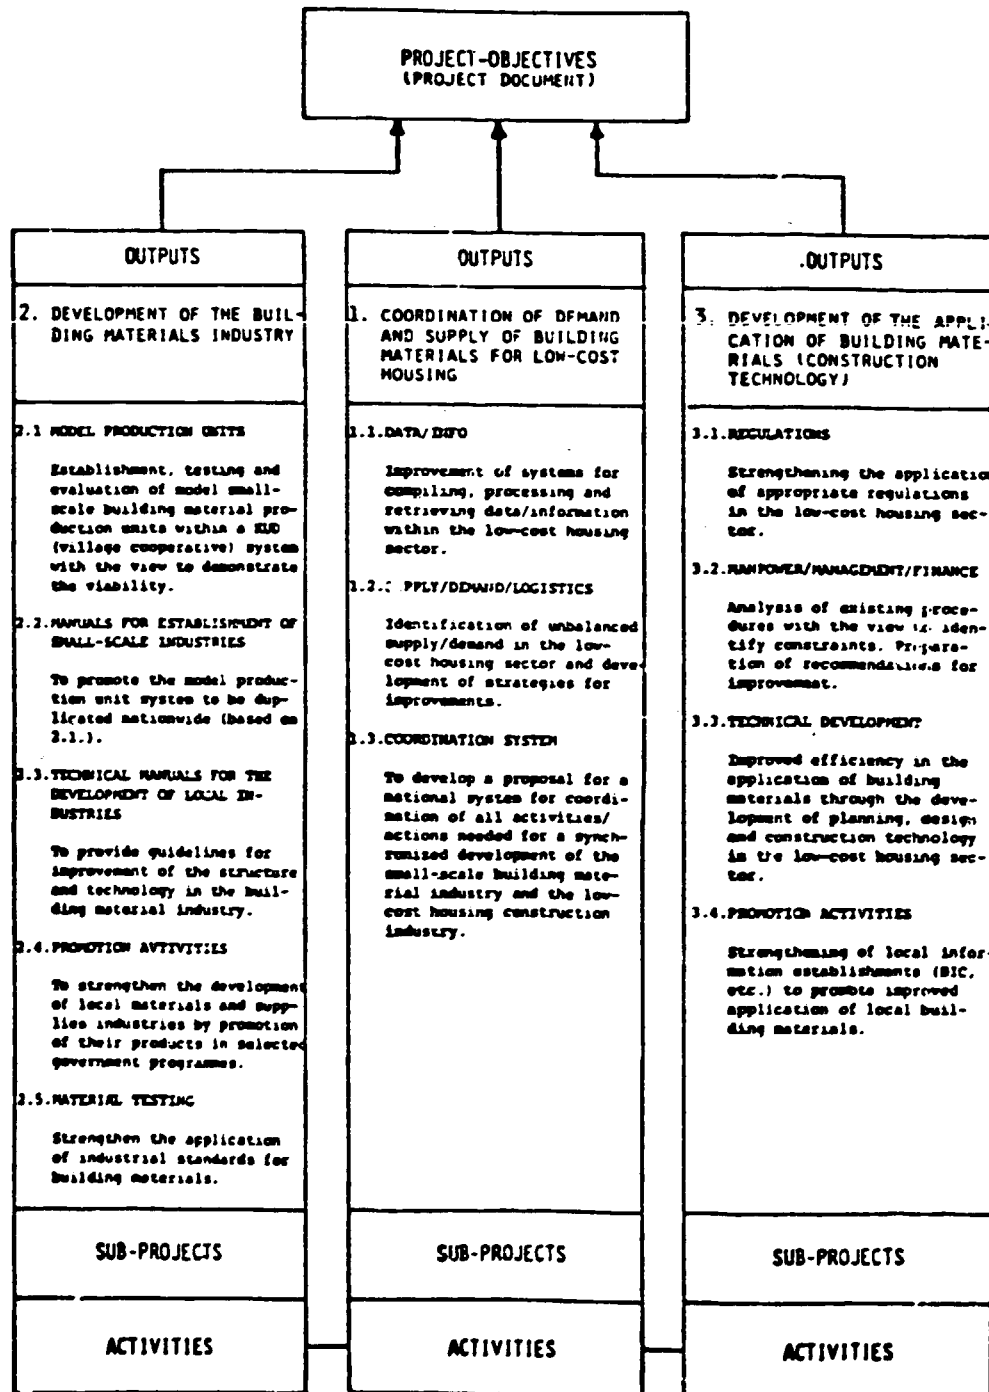 PROJECT-OBJECTIVES
(PROJECT DOCUMENT)
OUTPUTS
2. DEVELOPMENT OF THE BUIL-
DING MATERIALS INDUSTRY
2.1 MODEL PRODUCTION UNITS
Establishment, testing and
evaluation of model small-
scale building material pro-
duction units within a KUD
(village cooperative) system
with the view to demonstrate
the viability.
2.2. MANUALS FOR ESTABLISHMENT OF
SMALL-SCALE INDUSTRIES
To promote the model produc-
tion unit system to be dup-
licated nationwide (based on
2.1.).
2.3. TECHNICAL MANUALS FOR THE
DEVELOPMENT OF LOCAL IN-
DUSTRIES
To provide guidelines for
improvement of the structure
and technology in the buil-
ding material industry.
2.4. PROMOTION AVTIVITIES
To strengthen the development
of local materials and supp-
lies industries by promotion
of their products in selected
government programmes.
2.5. MATERIAL TESTING
Strengthen the application
of industrial standards for
building materials.
SUB-PROJECTS
ACTIVITIES
OUTPUTS
1. COORDINATION OF DEMAND
AND SUPPLY OF BUILDING
MATERIALS FOR LOW-COST
HOUSING
1.1. DATA/INFO
Improvement of systems for
compiling, processing and
retrieving data/information
within the low-cost housing
sector.
1.2. PPLY/DEMAND/LOGISTICS
Identification of unbalanced
supply/demand in the low-
cost housing sector and deve-
lopment of strategies for
improvements.
1.3. COORDINATION SYSTEM
To develop a proposal for a
national system for coordi-
nation of all activities/
actions needed for a synch-
ronized development of the
small-scale building mate-
rial industry and the low-
cost housing construction
industry.
SUB-PROJECTS
ACTIVITIES
.OUTPUTS
3. DEVELOPMENT OF THE APPLI-
CATION OF BUILDING MATE-
RIALS (CONSTRUCTION
TECHNOLOGY)
3.1. REGULATIONS
Strengthening the application
of appropriate regulations
in the low-cost housing sec-
tor.
3.2. MANPOWER/MANAGEMENT/FINANCE
Analysis of existing proce-
dures with the view to iden-
tify constraints. Prepara-
tion of recommendations for
improvement.
3.3. TECHNICAL DEVELOPMENT
Improved efficiency in the
application of building
materials through the deve-
lopment of planning, design
and construction technology
in the low-cost housing sec-
tor.
3.4. PROMOTION ACTIVITIES
Strengthening of local infor-
mation establishments (BIC,
etc.) to promote improved
application of local buil-
ding materials.
SUB-PROJECTS
ACTIVITIES